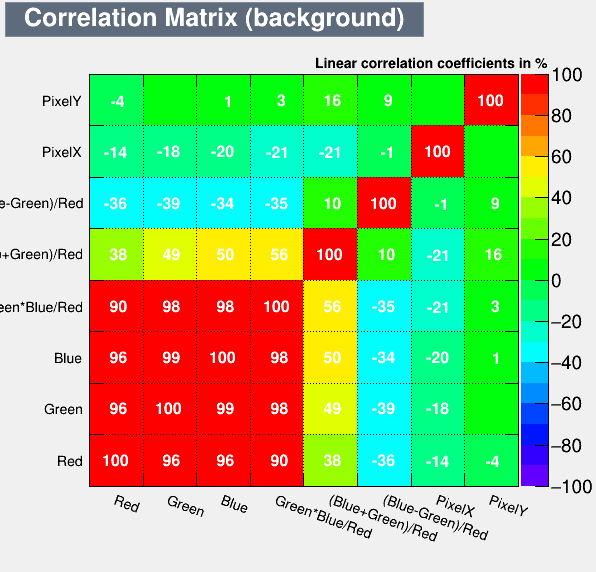 Correlation Matrix (background)
Linear correlation coefficients in %
PixelY -4 1 3 16 9 100
PixelX -14 -18 -20 -21 -21 -1 100
e-Green)/Red -36 -39 -34 -35 10 100 -1 9
+Green)/Red 38 49 50 56 100 10 -21 16
een*Blue/Red 90 98 98 100 56 -35 -21 3
Blue 96 99 100 98 50 -34 -20 1
Green 96 100 99 98 49 -39 -18
Red 100 96 96 90 38 -36 -14 -4
Red Green Blue Green*Blue/Red (Blue+Green)/Red (Blue-Green)/Red PixelX PixelY
100
80
60
40
20
0
−20
−40
−60
−80
−100